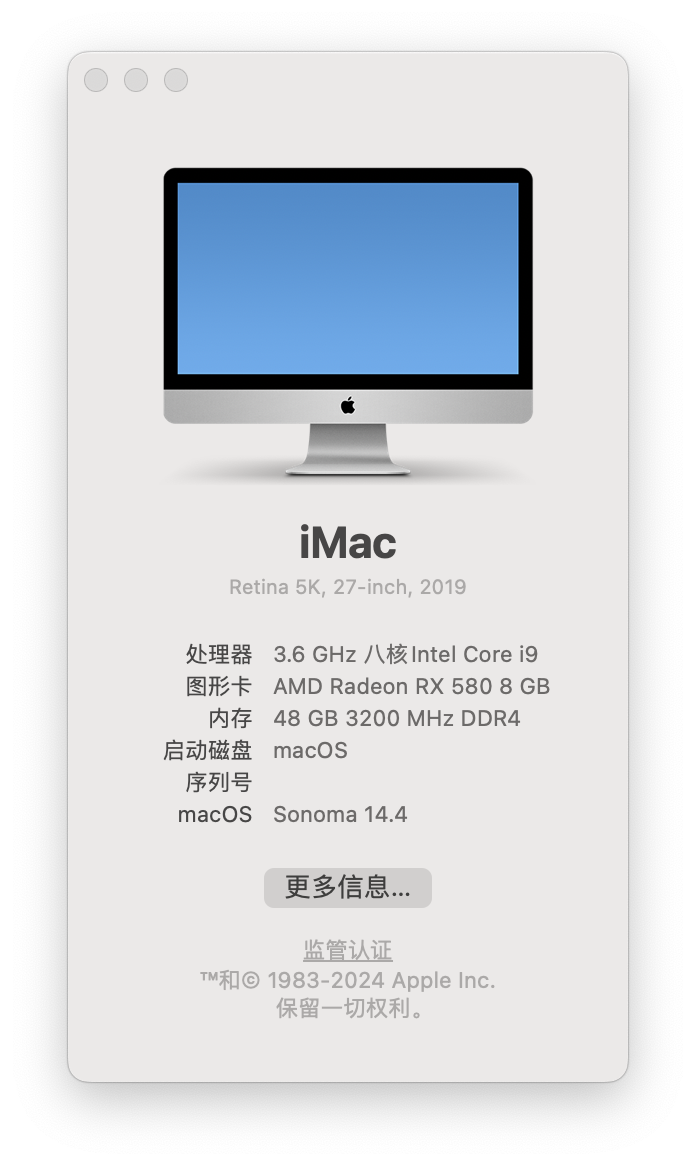 iMac
Retina 5K, 27-inch, 2019
处理器 3.6 GHz 八核Intel Core i9
图形卡 AMD Radeon RX 580 8 GB
内存 48 GB 3200 MHz DDR4
启动磁盘 macOS
序列号
macOS Sonoma 14.4
更多信息...
监管认证
™和© 1983-2024 Apple Inc.
保留一切权利。